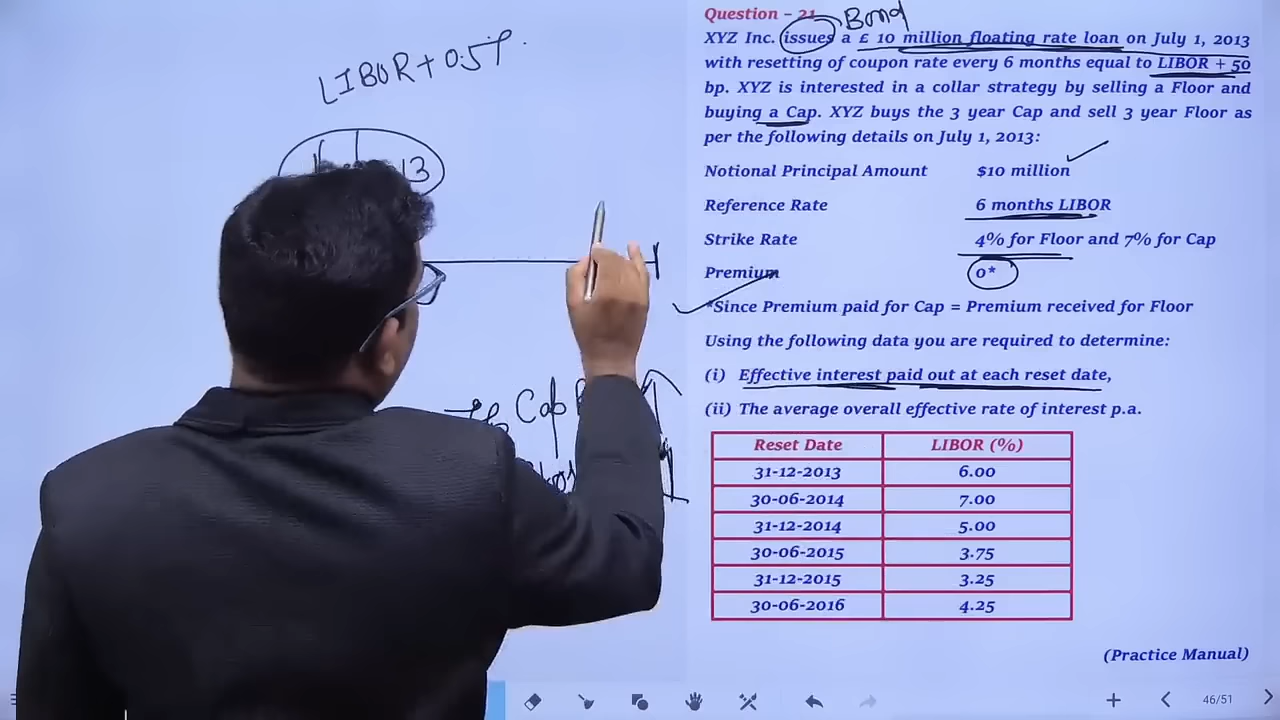 LIBOR + 0.5%
13
Cap
Question - 21
Bond
XYZ Inc. issues a £ 10 million floating rate loan on July 1, 2013
with resetting of coupon rate every 6 months equal to LIBOR + 50
bp. XYZ is interested in a collar strategy by selling a Floor and
buying a Cap. XYZ buys the 3 year Cap and sell 3 year Floor as
per the following details on July 1, 2013:
Notional Principal Amount $10 million
Reference Rate 6 months LIBOR
Strike Rate 4% for Floor and 7% for Cap
Premium 0*
*Since Premium paid for Cap = Premium received for Floor
Using the following data you are required to determine:
(i) Effective interest paid out at each reset date,
(ii) The average overall effective rate of interest p.a.
Reset Date LIBOR (%)
31-12-2013 6.00
30-06-2014 7.00
31-12-2014 5.00
30-06-2015 3.75
31-12-2015 3.25
30-06-2016 4.25
(Practice Manual)
46/51